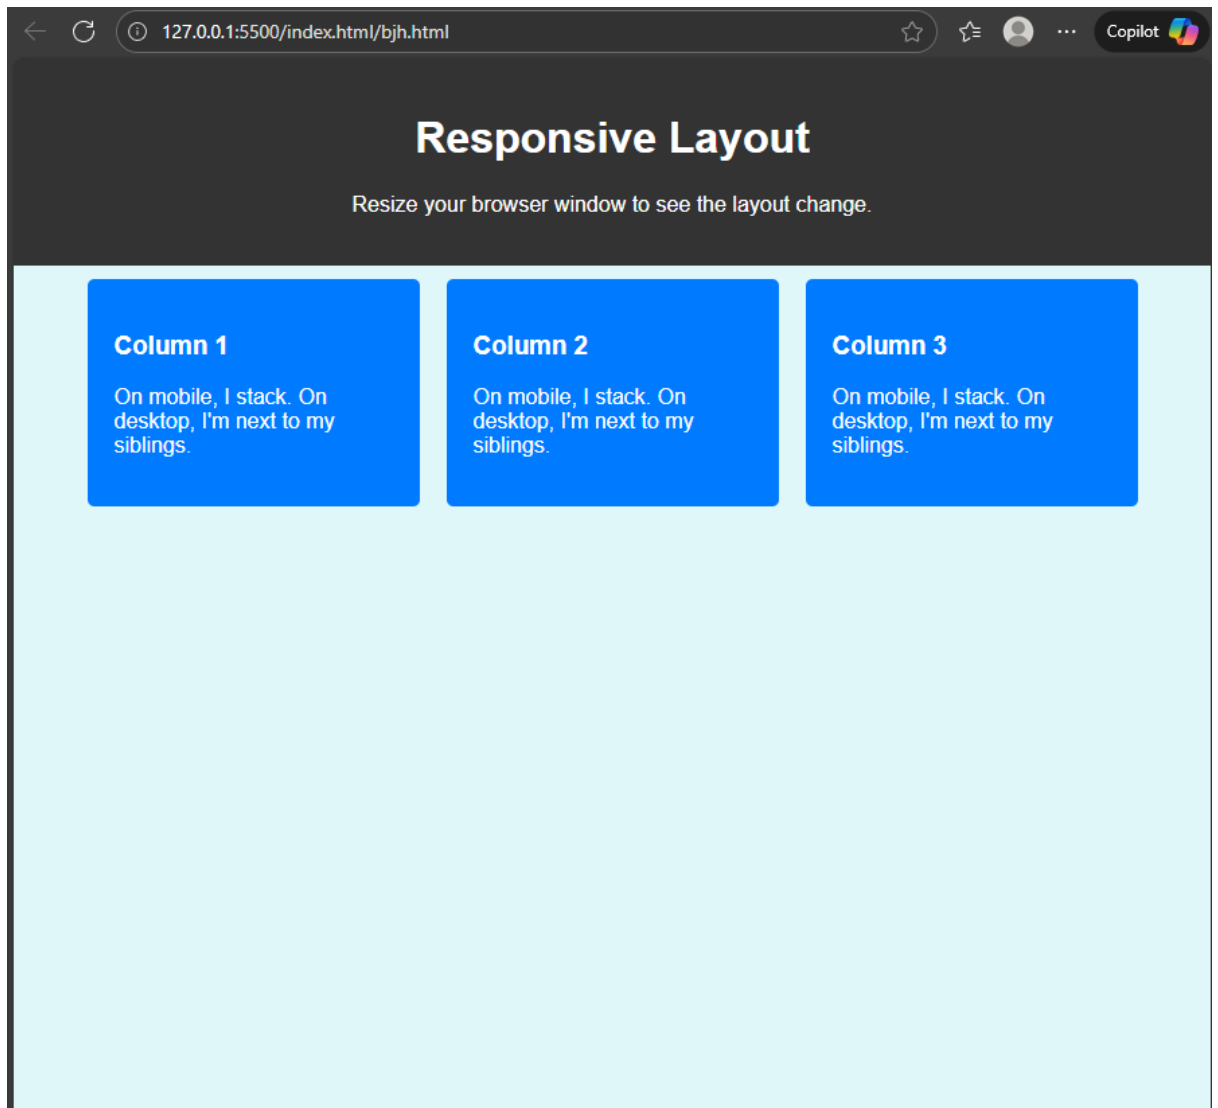 127.0.0.1:5500/index.html/bjh.html
Copilot
Responsive Layout
Resize your browser window to see the layout change.
Column 1
On mobile, I stack. On
desktop, I'm next to my
siblings.
Column 2
On mobile, I stack. On
desktop, I'm next to my
siblings.
Column 3
On mobile, I stack. On
desktop, I'm next to my
siblings.